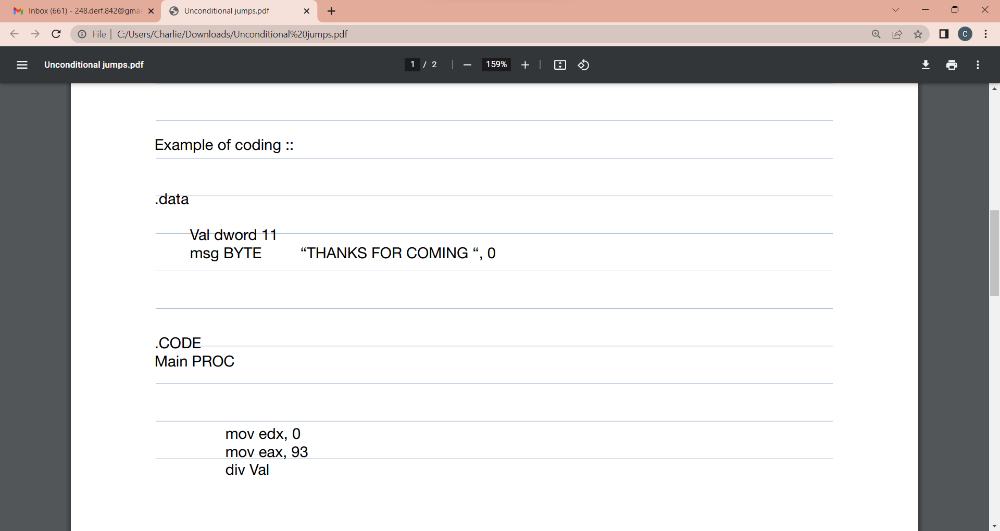 Inbox (661) - 248.derf.842@gmai
Unconditional jumps.pdf
File
C:/Users/Charlie/Downloads/Unconditional%20jumps.pdf
C
Unconditional jumps.pdf
1 / 2
159%
Example of coding ::
.data
Val dword 11
msg BYTE “THANKS FOR COMING “, 0
.CODE
Main PROC
mov edx, 0
mov eax, 93
div Val